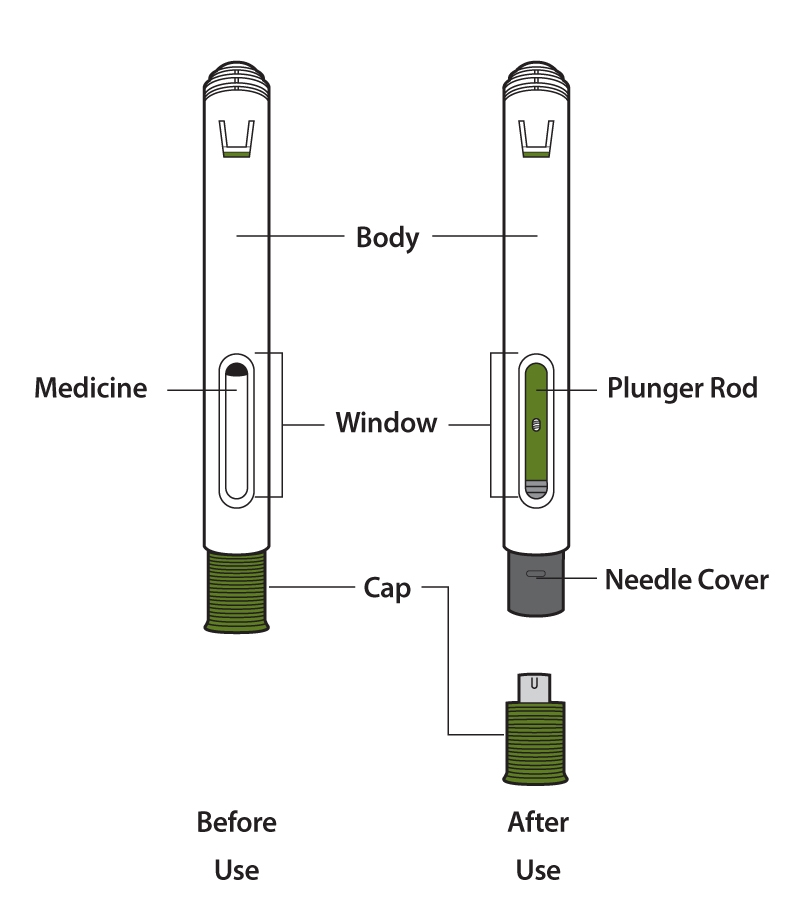 Body
Medicine
Plunger Rod
Window
Needle Cover
Cap
Before
Use
After
Use